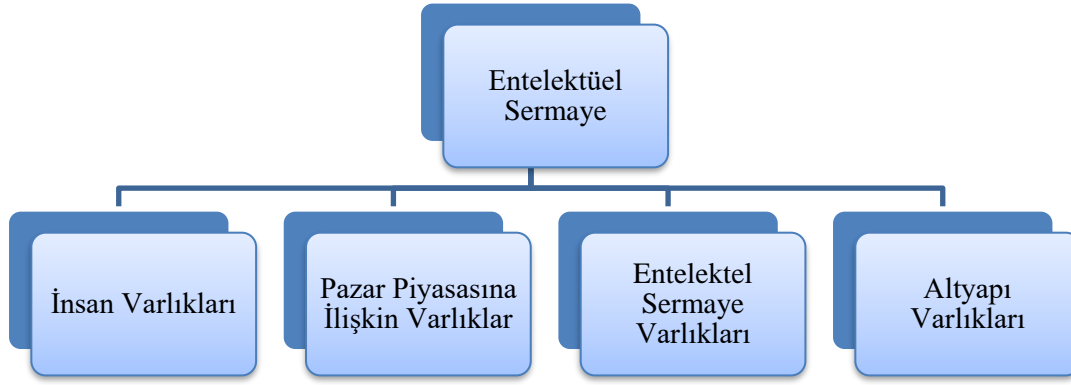 Entelektüel
Sermaye
İnsan Varlıkları
Pazar Piyasasına
İlişkin Varlıklar
Entelektel
Sermaye
Varlıkları
Altyapı
Varlıkları